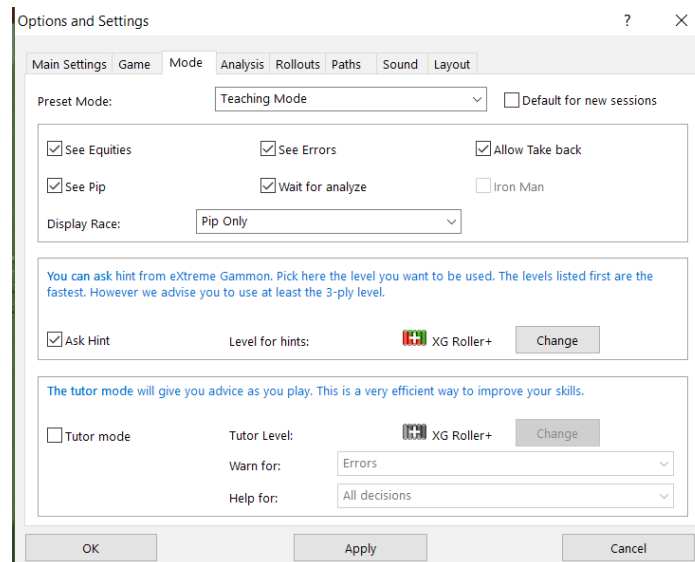 Options and Settings ? ×
Main Settings Game Mode Analysis Rollouts Paths Sound Layout
Preset Mode: Teaching Mode Default for new sessions
See Equities See Errors Allow Take back
See Pip Wait for analyze Iron Man
Display Race: Pip Only
You can ask hint from eXtreme Gammon. Pick here the level you want to be used. The levels listed first are the
fastest. However we advise you to use at least the 3-ply level.
Ask Hint Level for hints: XG Roller+ Change
The tutor mode will give you advice as you play. This is a very efficient way to improve your skills.
Tutor mode Tutor Level: XG Roller+ Change
Warn for: Errors
Help for: All decisions
OK Apply Cancel